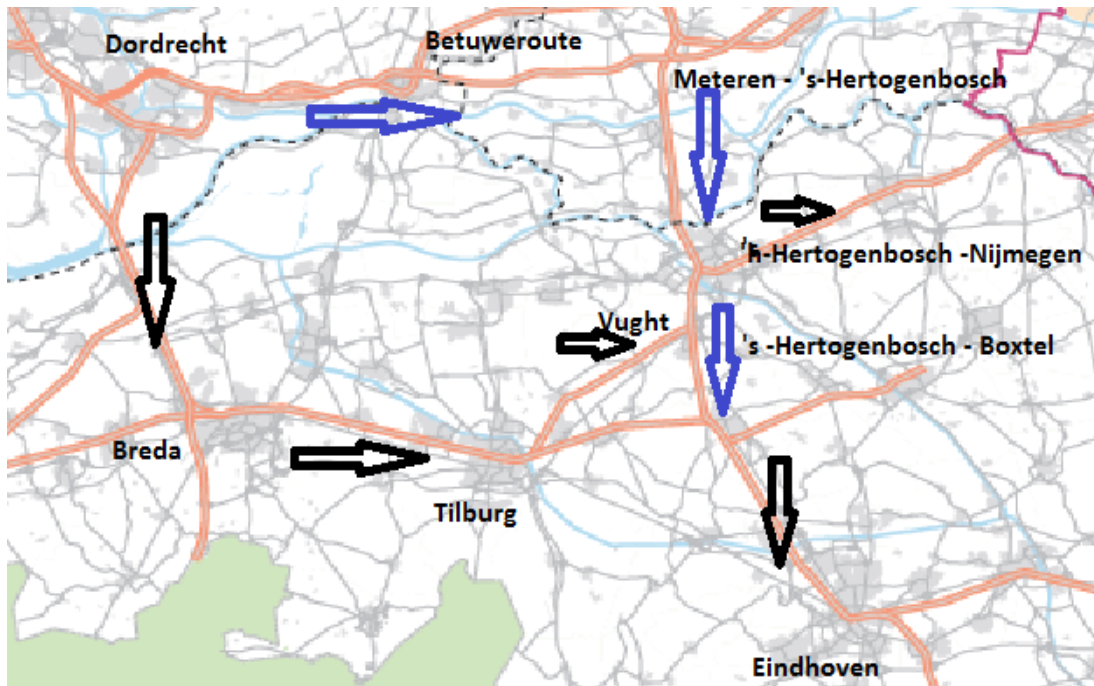 Dordrecht
Betuweroute
Meteren - 's-Hertogenbosch
'h-Hertogenbosch -Nijmegen
Vught
's -Hertogenbosch - Boxtel
Breda
Tilburg
Eindhoven